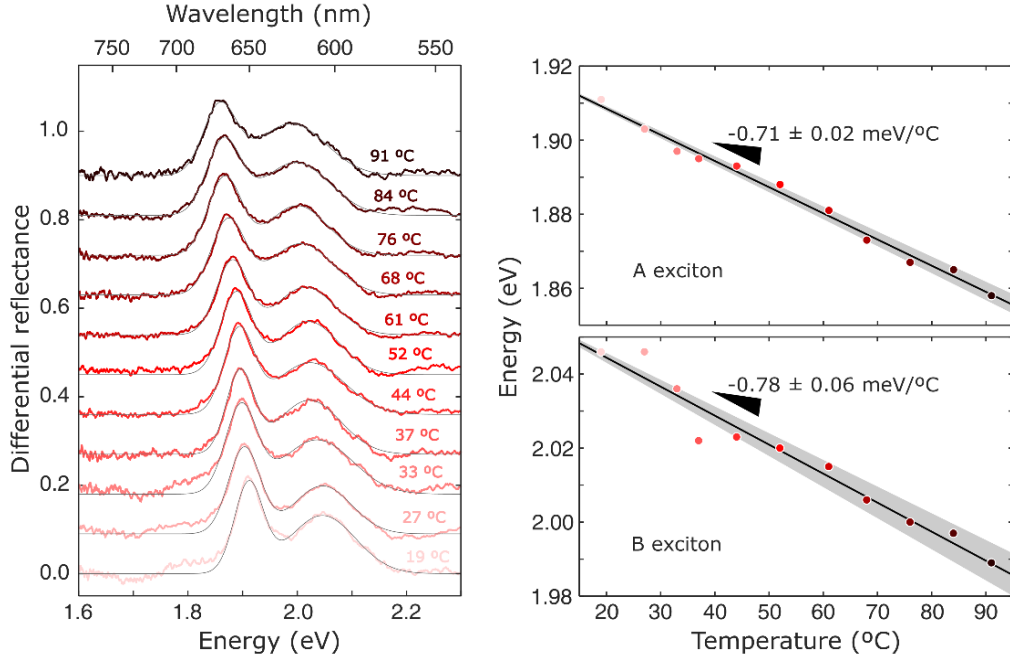 Wavelength (nm)
750 700 650 600 550
Differential reflectance
1.0
0.8
0.6
0.4
0.2
0.0
91 ºC
84 ºC
76 ºC
68 ºC
61 ºC
52 ºC
44 ºC
37 ºC
33 ºC
27 ºC
19 ºC
1.6 1.8 2.0 2.2
Energy (eV)
Energy (eV)
1.92
1.90
1.88
1.86
-0.71 ± 0.02 meV/ºC
A exciton
2.04
2.02
2.00
1.98
-0.78 ± 0.06 meV/ºC
B exciton
20 30 40 50 60 70 80 90
Temperature (ºC)